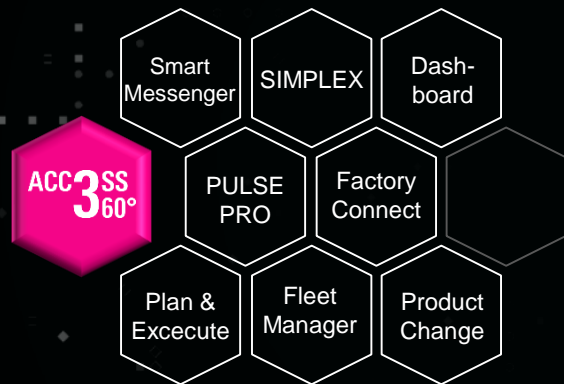 Smart
Messenger
SIMPLEX
Dash-
board
ACC3SS
60°
PULSE
PRO
Factory
Connect
Plan &
Excecute
Fleet
Manager
Product
Change